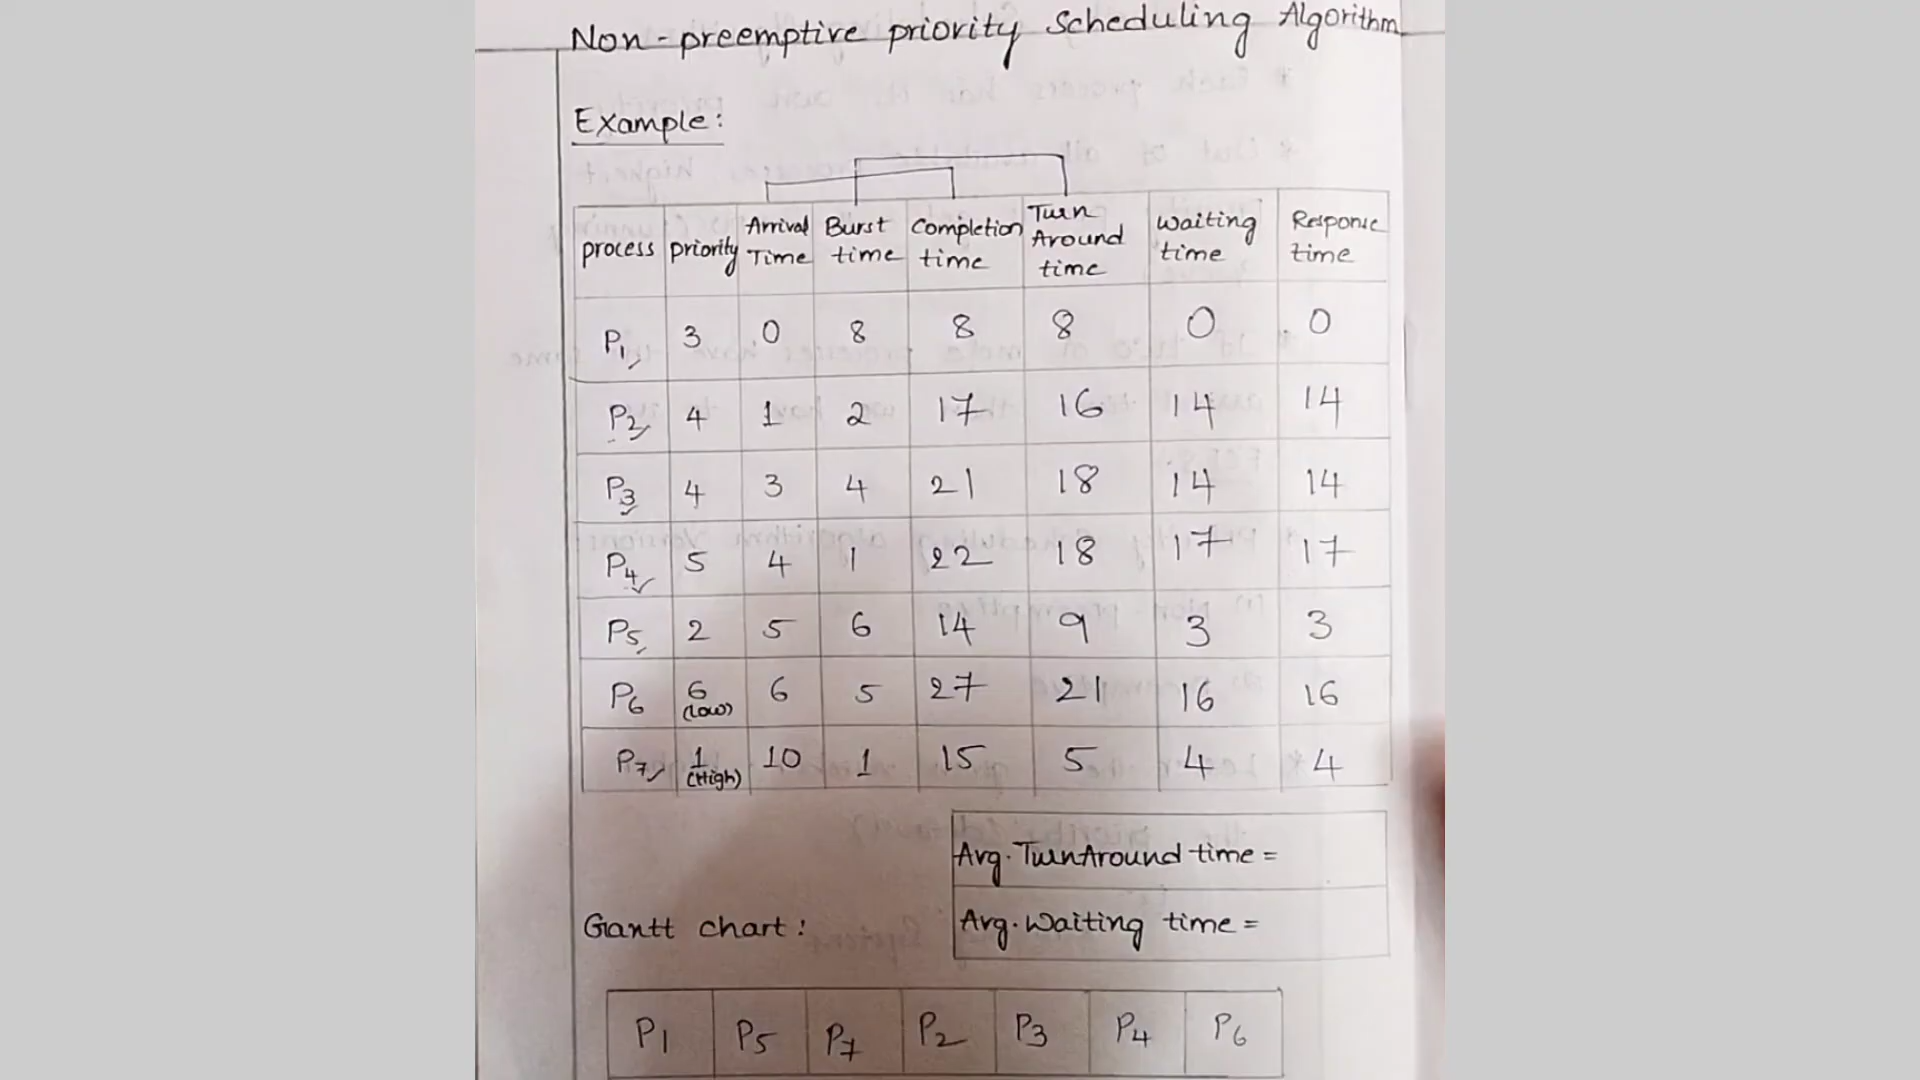 Non-preemptive priority Scheduling Algorithm
Example:
process priority Arrival Time Burst time Completion time Turn Around time Waiting time Response time
P1 3 0 8 8 8 0 0
P2 4 1 2 17 16 14 14
P3 4 3 4 21 18 14 14
P4 5 4 1 22 18 17 17
P5 2 5 6 14 9 3 3
P6 6 (Low) 6 5 27 21 16 16
P7 1 (High) 10 1 15 5 4 4
Avg. TurnAround time =
Avg. Waiting time =
Gantt chart:
P1 P5 P7 P2 P3 P4 P6